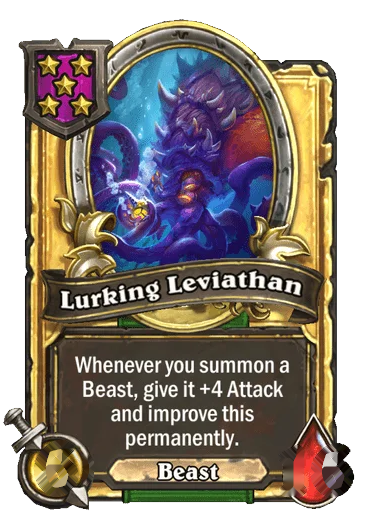 Lurking Leviathan
Whenever you summon a
Beast, give it +4 Attack
and improve this
permanently.
Beast